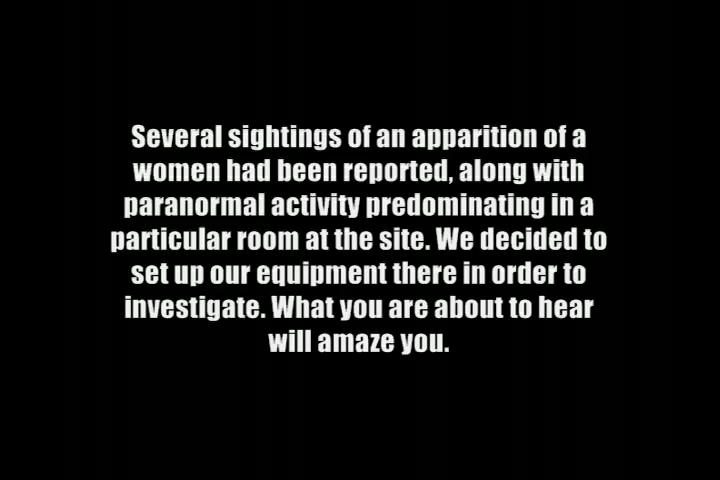 Several sightings of an apparition of a
women had been reported, along with
paranormal activity predominating in a
particular room at the site. We decided to
set up our equipment there in order to
investigate. What you are about to hear
will amaze you.